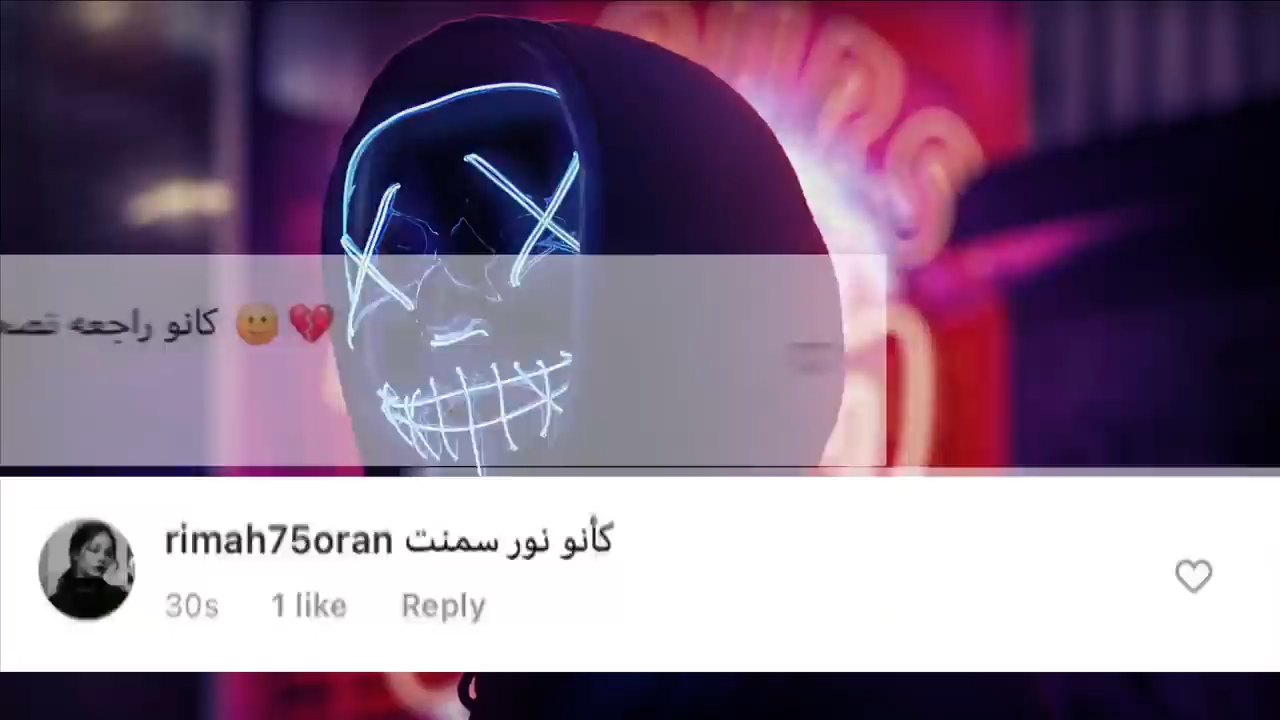 كانو راجعه 🙂 💔
rimah75oran كأنو نور سمنت
30s 1 like Reply